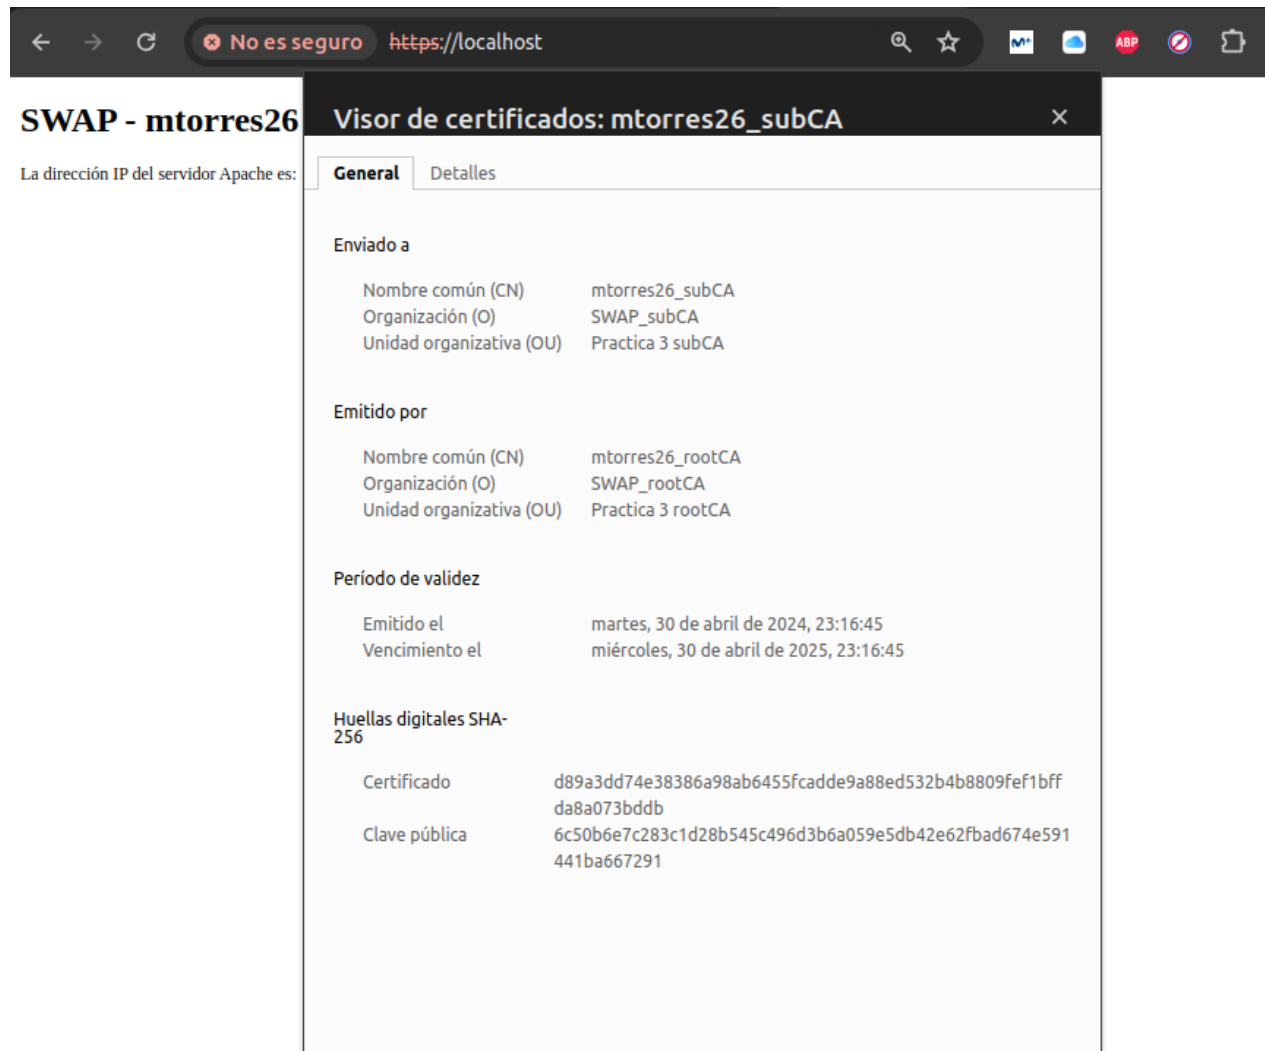 No es seguro https://localhost
M+
ABP
SWAP - mtorres26
La dirección IP del servidor Apache es:
Visor de certificados: mtorres26_subCA
General Detalles
Enviado a
Nombre común (CN) mtorres26_subCA
Organización (O) SWAP_subCA
Unidad organizativa (OU) Practica 3 subCA
Emitido por
Nombre común (CN) mtorres26_rootCA
Organización (O) SWAP_rootCA
Unidad organizativa (OU) Practica 3 rootCA
Período de validez
Emitido el martes, 30 de abril de 2024, 23:16:45
Vencimiento el miércoles, 30 de abril de 2025, 23:16:45
Huellas digitales SHA-
256
Certificado d89a3dd74e38386a98ab6455fcadde9a88ed532b4b8809fef1bff
da8a073bddb
Clave pública 6c50b6e7c283c1d28b545c496d3b6a059e5db42e62fbad674e591
441ba667291